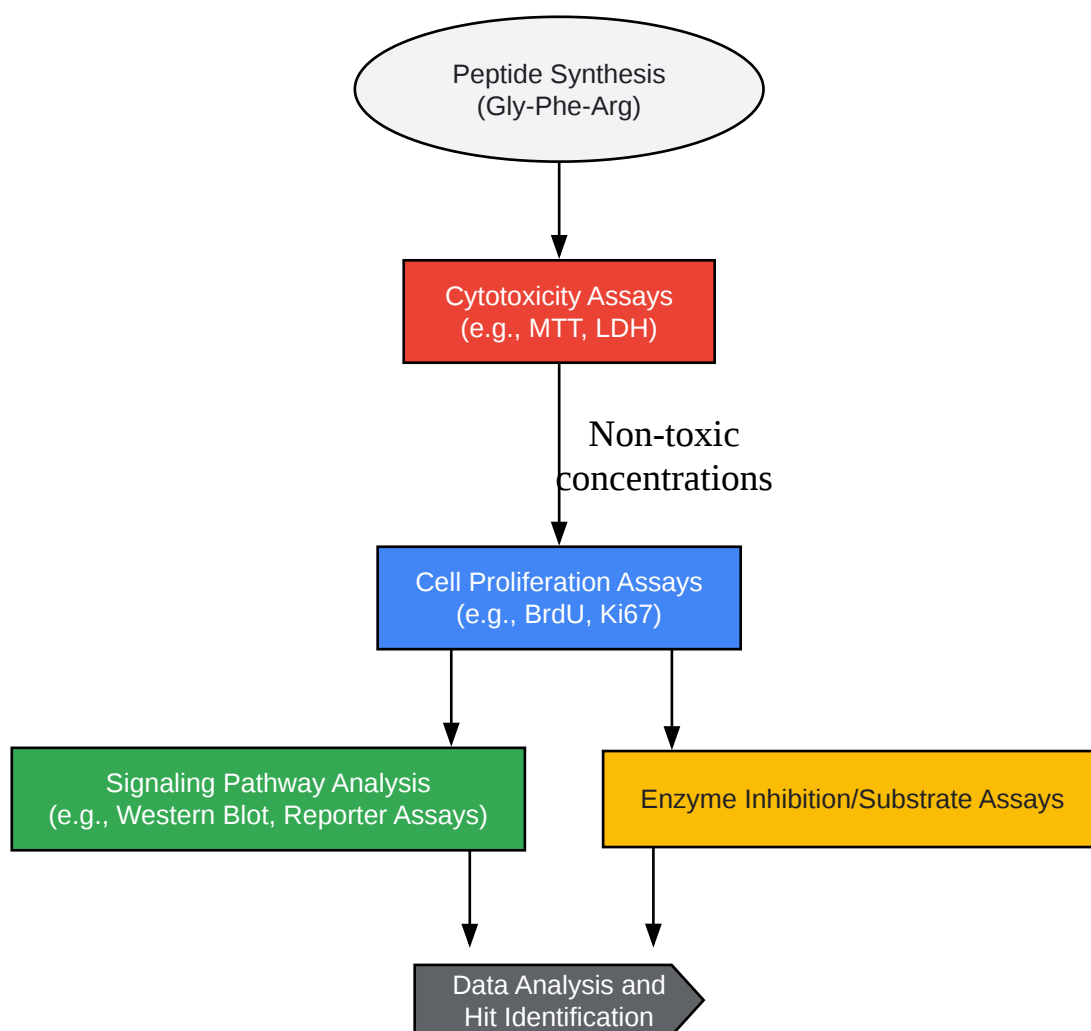 Peptide Synthesis
(Gly-Phe-Arg)
Cytotoxicity Assays
(e.g., MTT, LDH)
Non-toxic
concentrations
Cell Proliferation Assays
(e.g., BrdU, Ki67)
Signaling Pathway Analysis
(e.g., Western Blot, Reporter Assays)
Enzyme Inhibition/Substrate Assays
Data Analysis and
Hit Identification